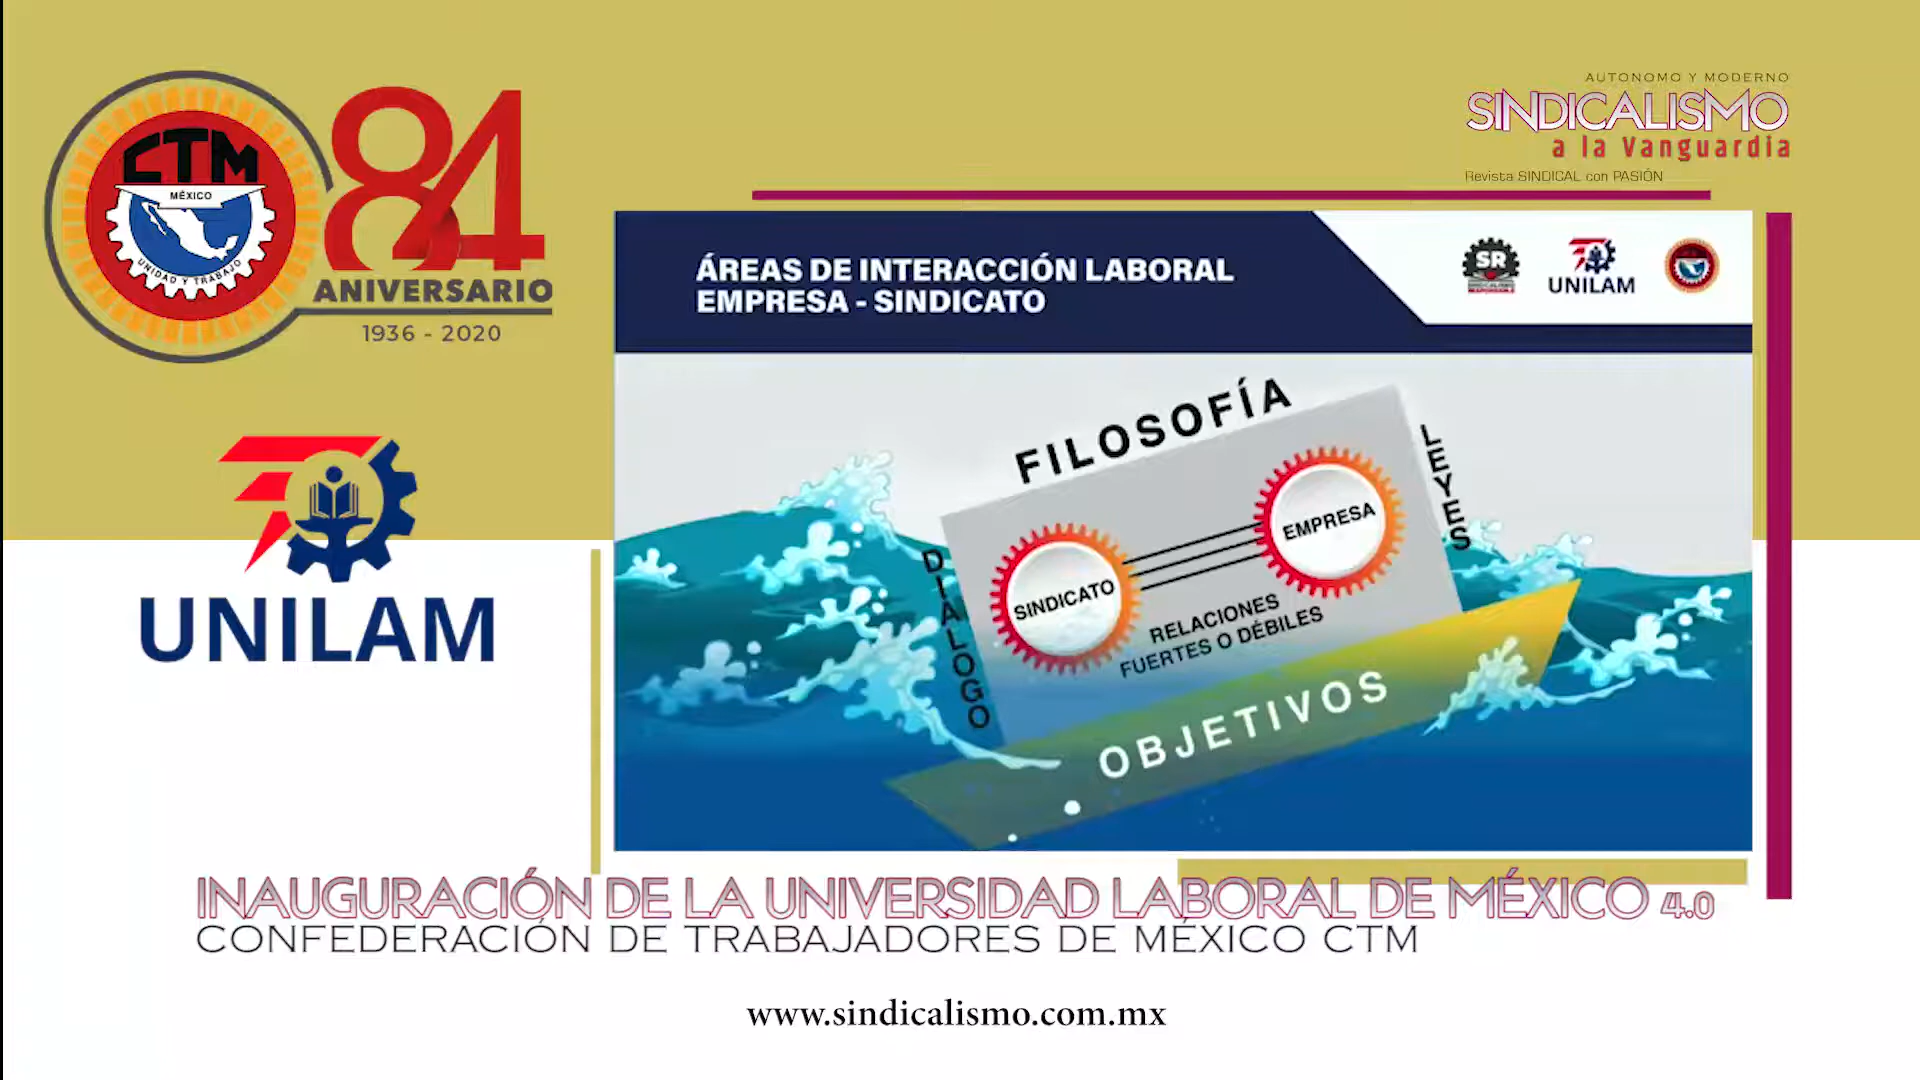 CTM
MÉXICO
UNIDAD Y TRABAJO
84
ANIVERSARIO
1936 - 2020
AUTONOMO Y MODERNO
SINDICALISMO
a la Vanguardia
Revista SINDICAL con PASIÓN
UNILAM
ÁREAS DE INTERACCIÓN LABORAL
EMPRESA - SINDICATO
SR
UNILAM
FILOSOFÍA
LEYES
DIALOGO
SINDICATO
EMPRESA
RELACIONES
FUERTES O DÉBILES
OBJETIVOS
INAUGURACIÓN DE LA UNIVERSIDAD LABORAL DE MÉXICO 4.0
CONFEDERACIÓN DE TRABAJADORES DE MÉXICO CTM
www.sindicalismo.com.mx